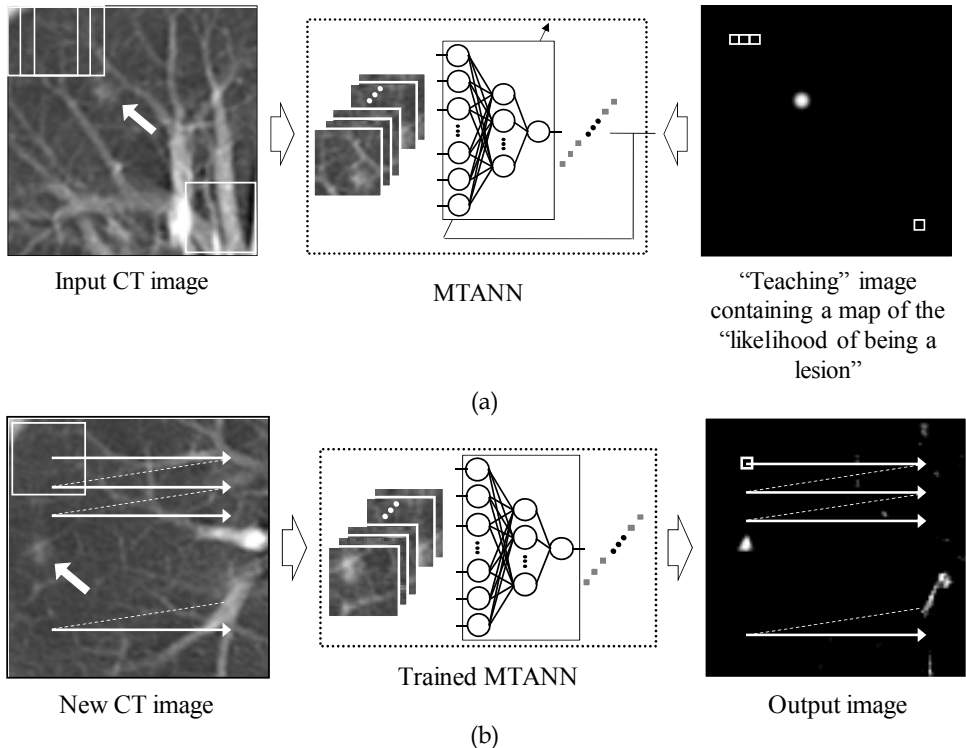 Input CT image
MTANN
“Teaching” image
containing a map of the
“likelihood of being a
lesion”
(a)
New CT image
Trained MTANN
Output image
(b)